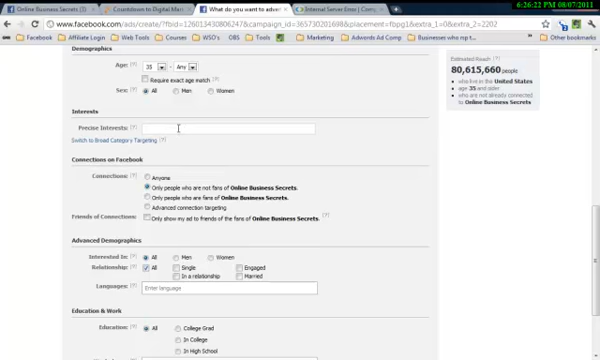 6:26:22 PM 08/07/2011
Online Business Secrets (3)
Countdown to Digital Mar
What do you want to adver
Internal Server Error | Comp
www.facebook.com/ads/create/?fbid=126013430806247&campaign_id=365730201698&placement=fbpg1&extra_1=0&extra_2=2202
Facebook
Affiliate Login
Web Dev
Courses
WSO's
OBS
Tools
Marketing
Adwords Ad Comp
Training
Other bookmarks
Demographics
Age: [?] 35 - Any
Require exact age match [?]
Sex: [?] All Men Women
Interests
Precise Interests: [?]
Switch to Broad Category Targeting [?]
Connections on Facebook
Connections: [?] Anyone
Only people who are not fans of Online Business Secrets.
Only people who are fans of Online Business Secrets.
Advanced connection targeting
Friends of Connections: [?] Only show my ad to friends of the fans of Online Business Secrets.
Advanced Demographics
Interested In: [?] All Men Women
Relationship: [?] All Single Engaged
In a relationship Married
Languages: [?] Enter language
Education & Work
Education: [?] All College Grad
In College
In High School
Estimated Reach [?]
80,615,660 people
who live in the United States
age 35 and older
who are not already connected to Online Business Secrets